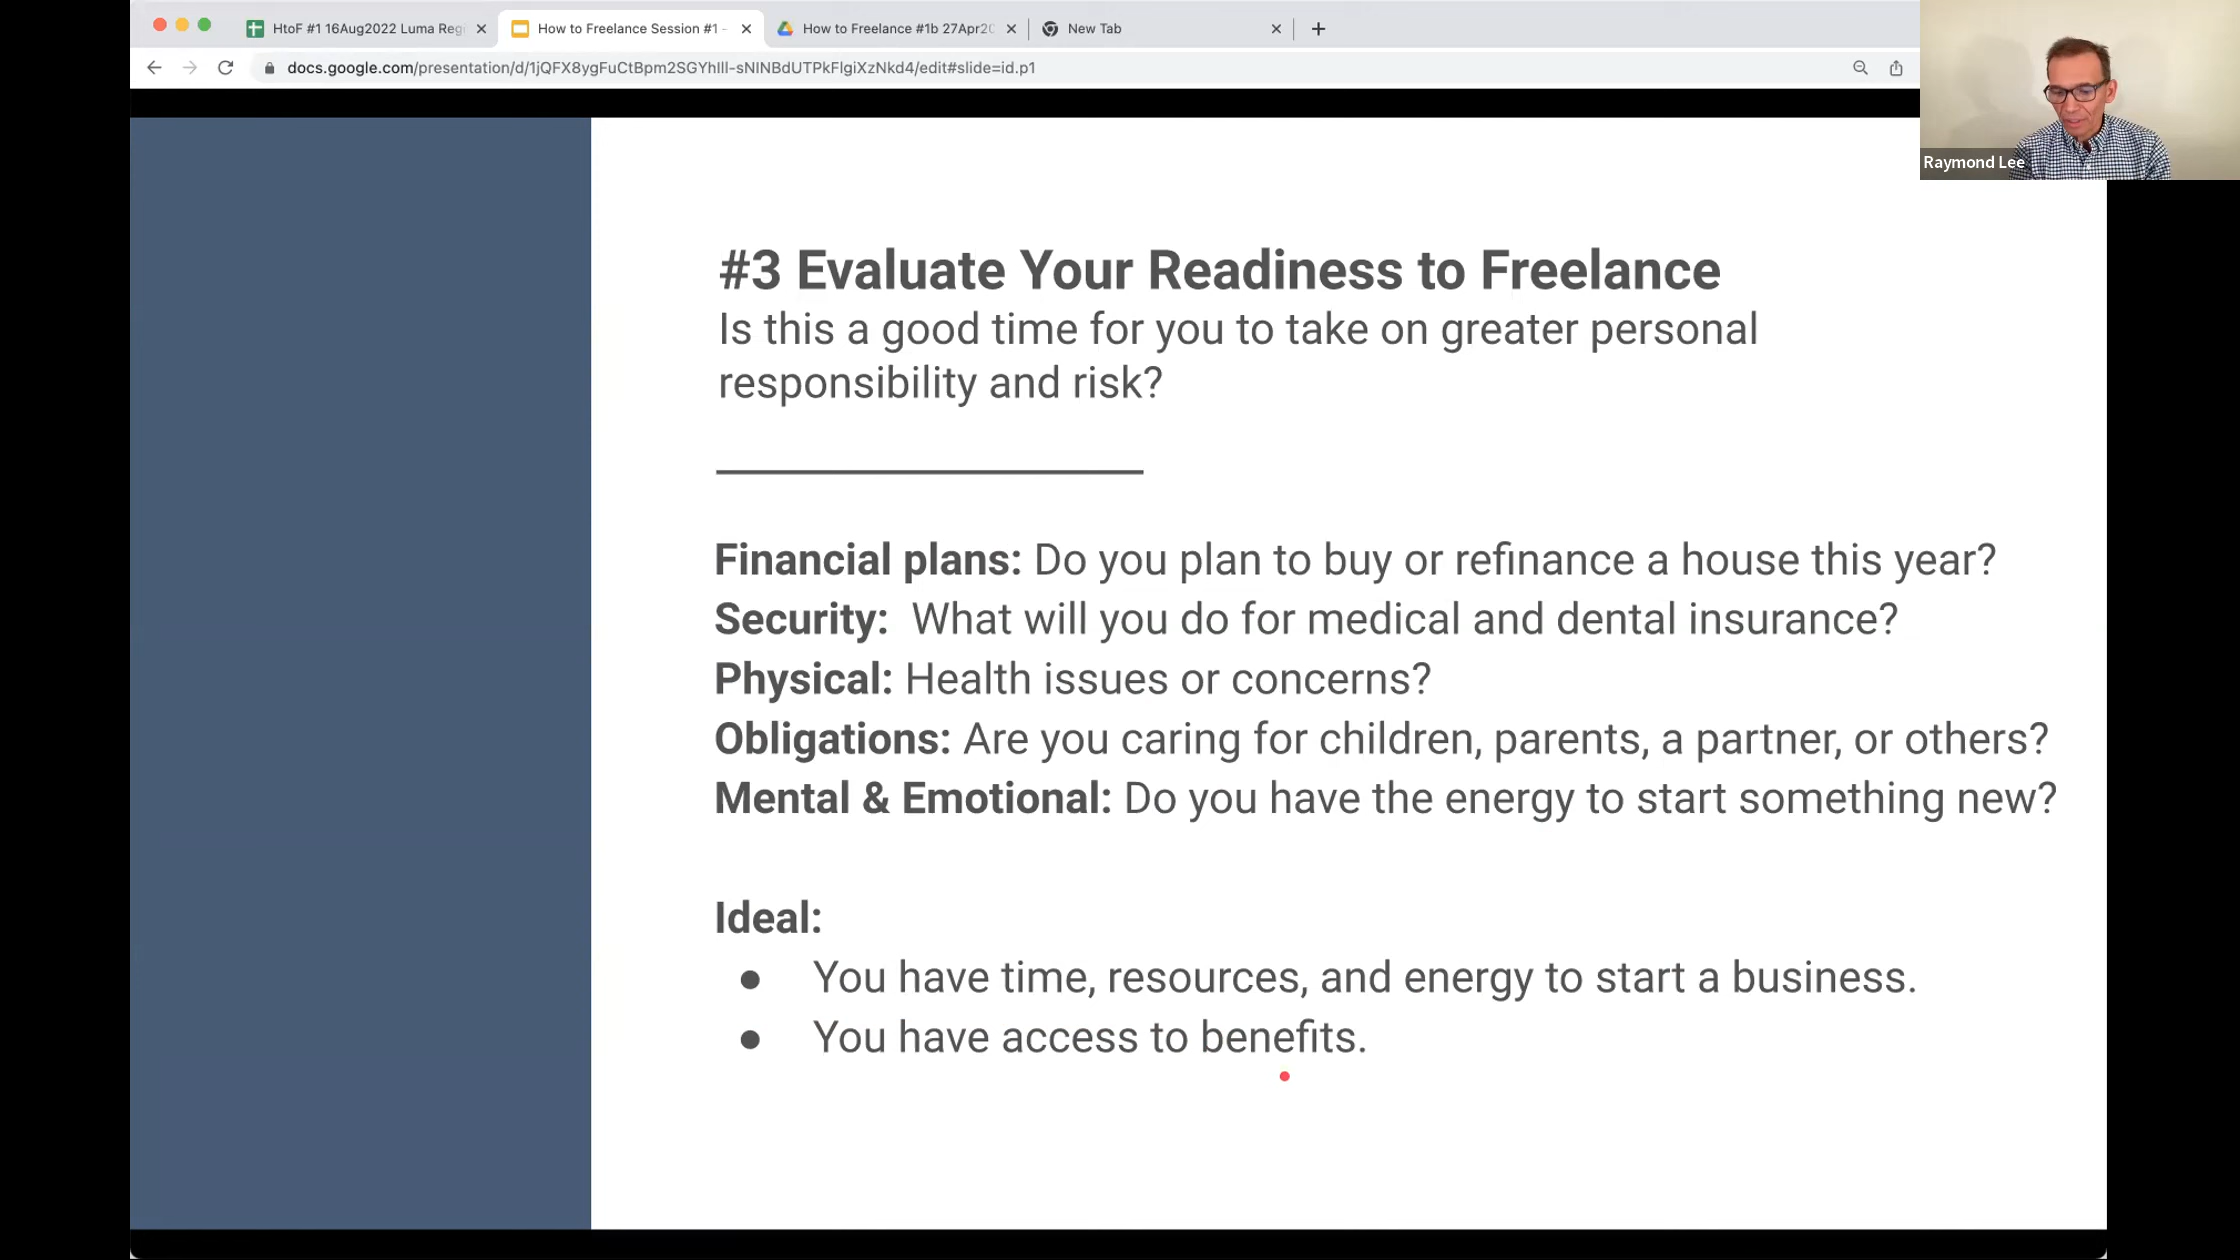 HtoF #1 16Aug2022 Luma Regi
How to Freelance Session #1 -
How to Freelance #1b 27Apr20
New Tab
docs.google.com/presentation/d/1jQFX8ygFuCtBpm2SGYhlll-sNINBdUTPkFlgiXzNkd4/edit#slide=id.p1
Raymond Lee
#3 Evaluate Your Readiness to Freelance
Is this a good time for you to take on greater personal
responsibility and risk?
Financial plans: Do you plan to buy or refinance a house this year?
Security: What will you do for medical and dental insurance?
Physical: Health issues or concerns?
Obligations: Are you caring for children, parents, a partner, or others?
Mental & Emotional: Do you have the energy to start something new?
Ideal:
● You have time, resources, and energy to start a business.
● You have access to benefits.